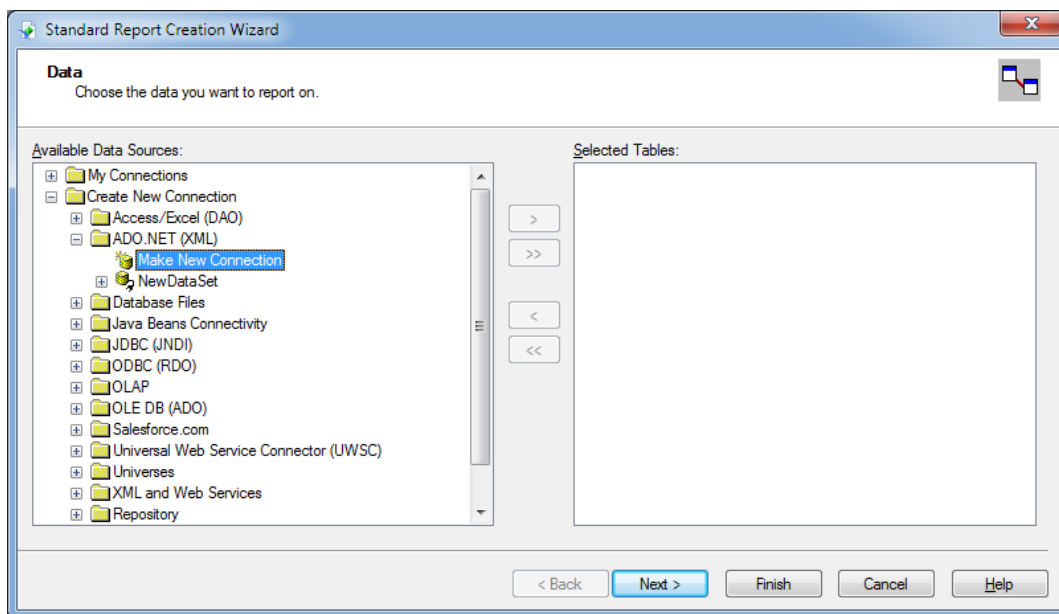 Standard Report Creation Wizard
Data
Choose the data you want to report on.
Available Data Sources:
My Connections
Create New Connection
Access/Excel (DAO)
ADO.NET (XML)
Make New Connection
NewDataSet
Database Files
Java Beans Connectivity
JDBC (JNDI)
ODBC (RDO)
OLAP
OLE DB (ADO)
Salesforce.com
Universal Web Service Connector (UWSC)
Universes
XML and Web Services
Repository
>
>>
<
<<
Selected Tables:
< Back Next > Finish Cancel Help